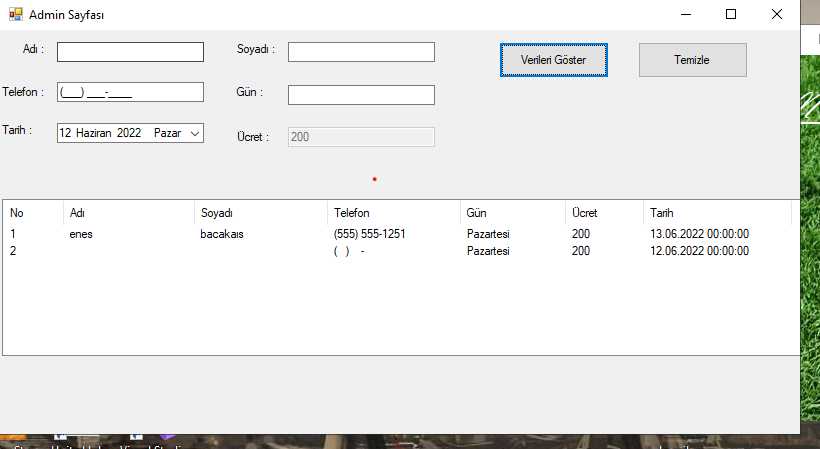 Admin Sayfası
Adı :
Soyadı :
Verileri Göster
Temizle
Telefon :
(___) ___-____
Gün :
Tarih :
12 Haziran 2022 Pazar
Ücret :
200
No Adı Soyadı Telefon Gün Ücret Tarih
1 enes bacakaıs (555) 555-1251 Pazartesi 200 13.06.2022 00:00:00
2 ( ) - Pazartesi 200 12.06.2022 00:00:00